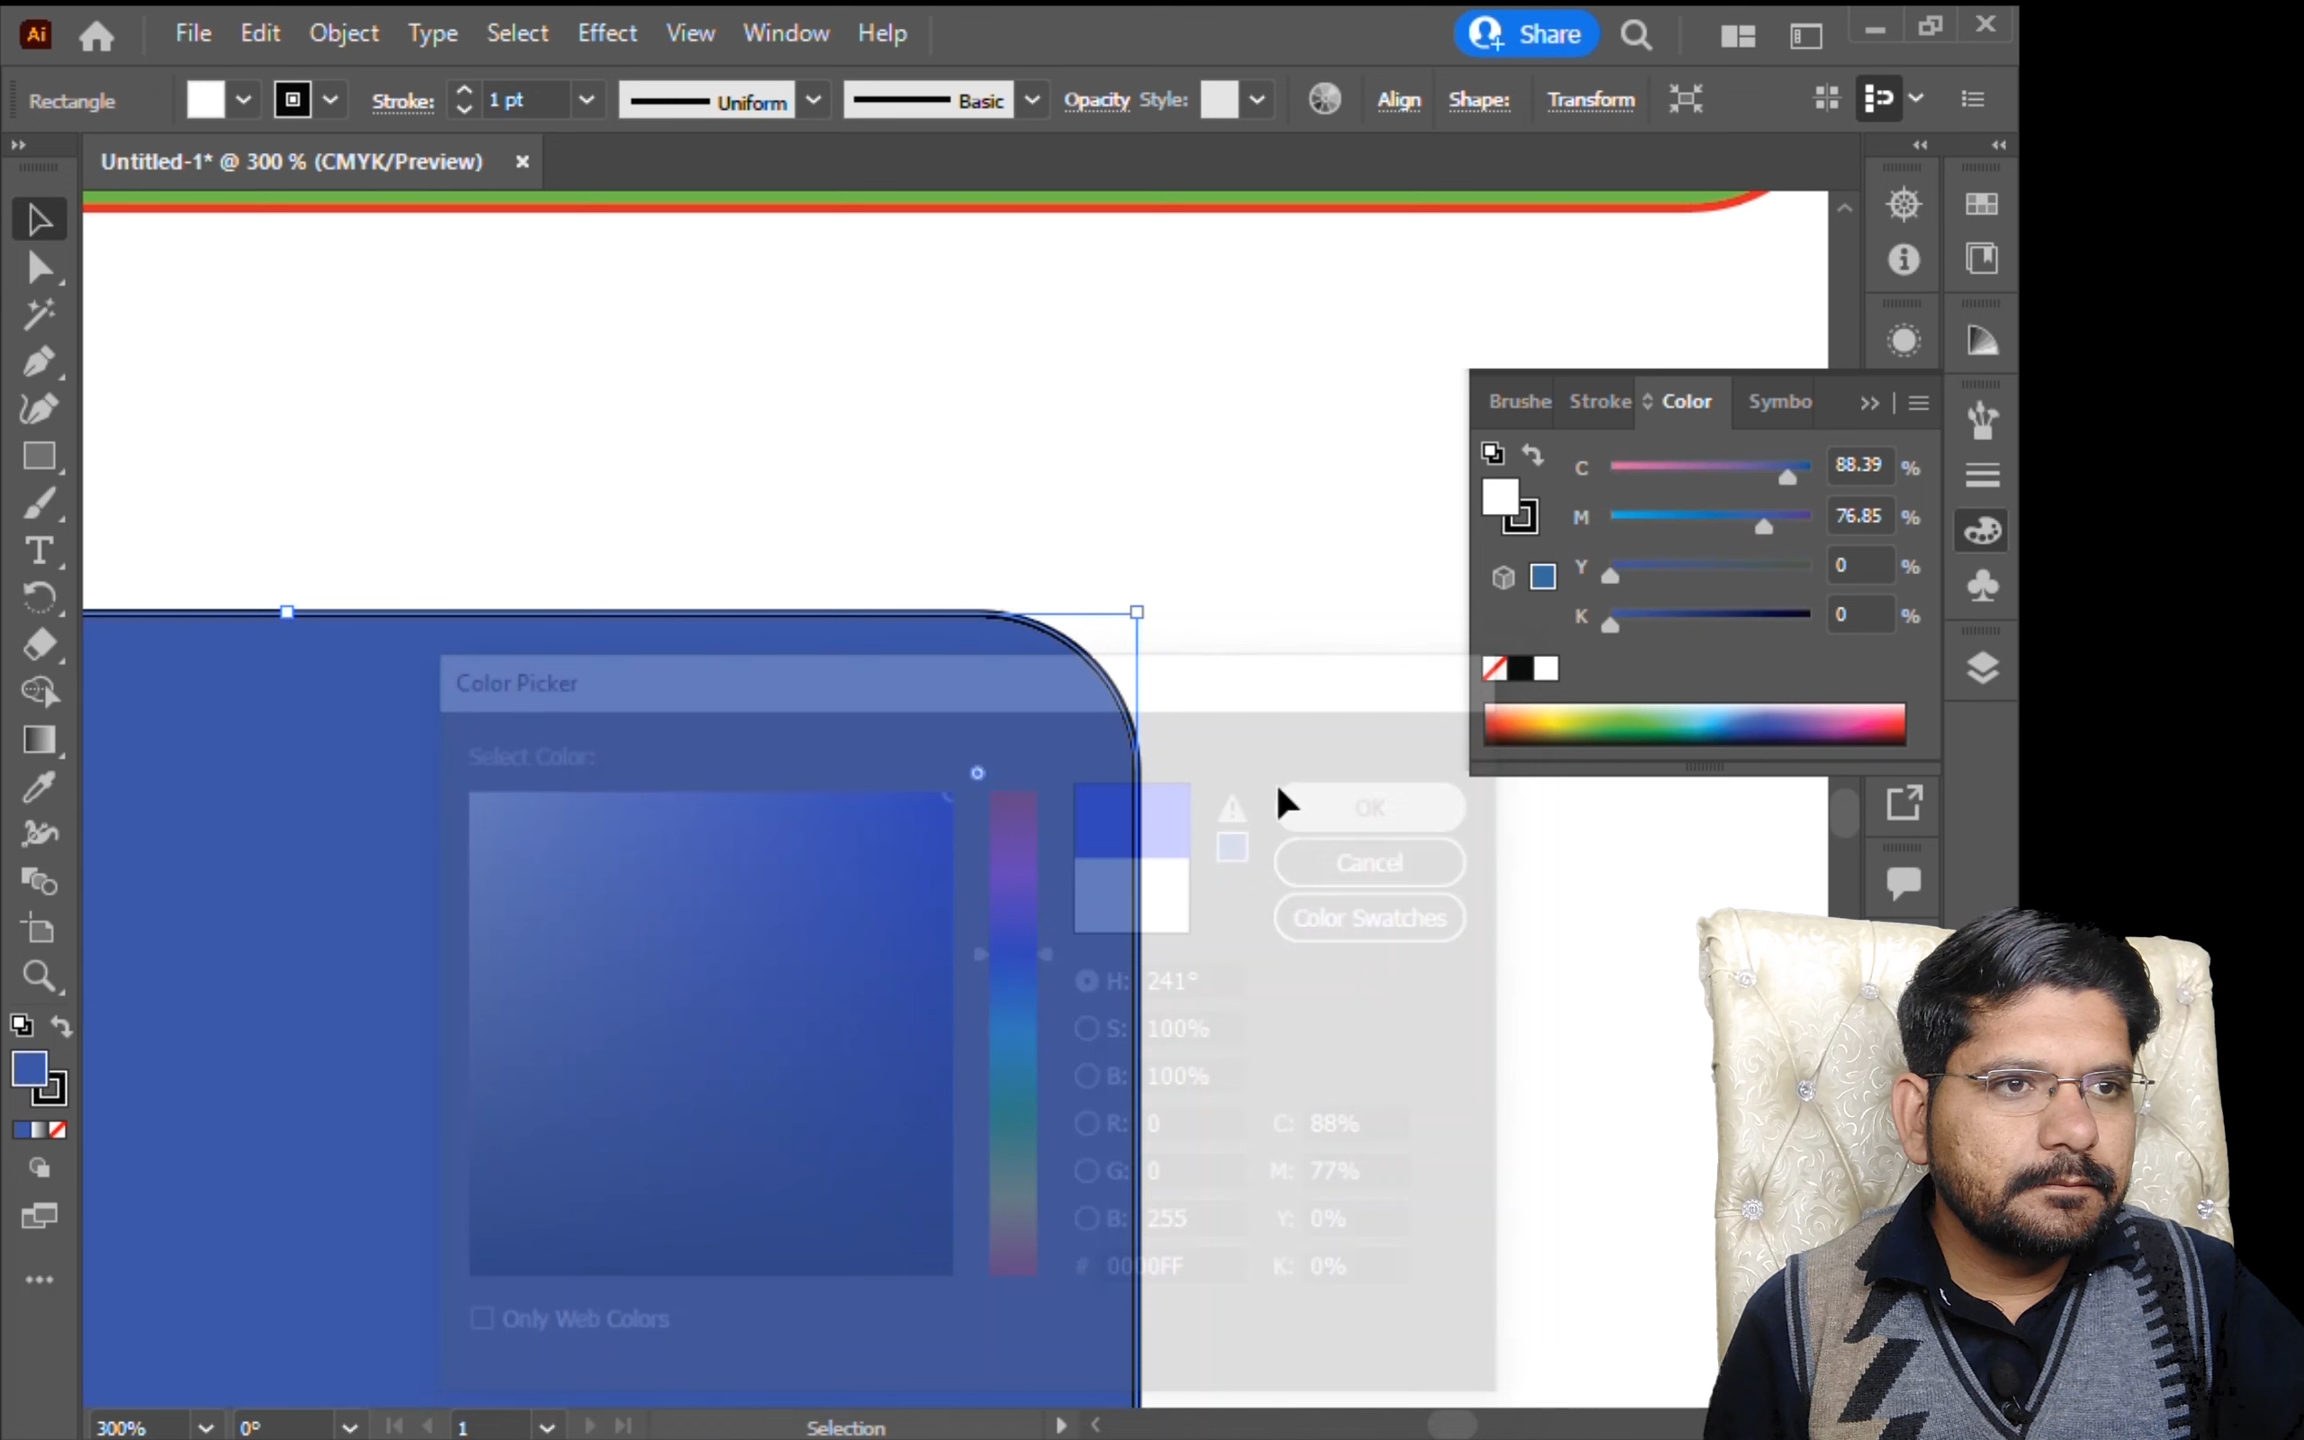 Ai File Edit Object Type Select Effect View Window Help Share
Rectangle Stroke: 1 pt Uniform Basic Opacity Style: Align Shape: Transform
Untitled-1* @ 300 % (CMYK/Preview)
Brushe Stroke Color Symbo
C 88.39 %
M 76.85 %
Y 0 %
K 0 %
Color Picker
Select Color:
OK
Cancel
Color Swatches
H: 241°
S: 100%
B: 100%
R: 0 C: 88%
G: 0 M: 77%
B: 255 Y: 0%
# 0000FF K: 0%
Only Web Colors
300% 0° 1 Selection